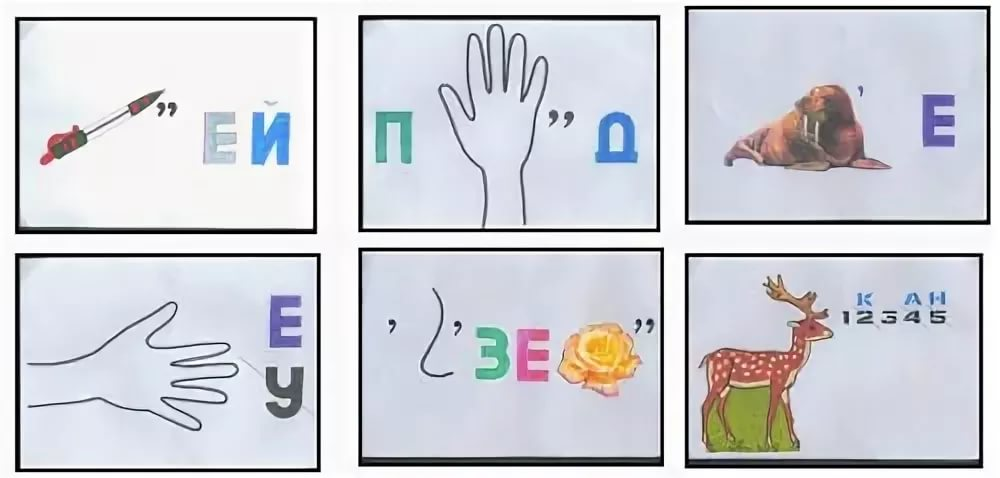 ” ЕЙ
П ” Д
’ Е
Е
У
’ ’ ЗЕ ”
К АН
12345